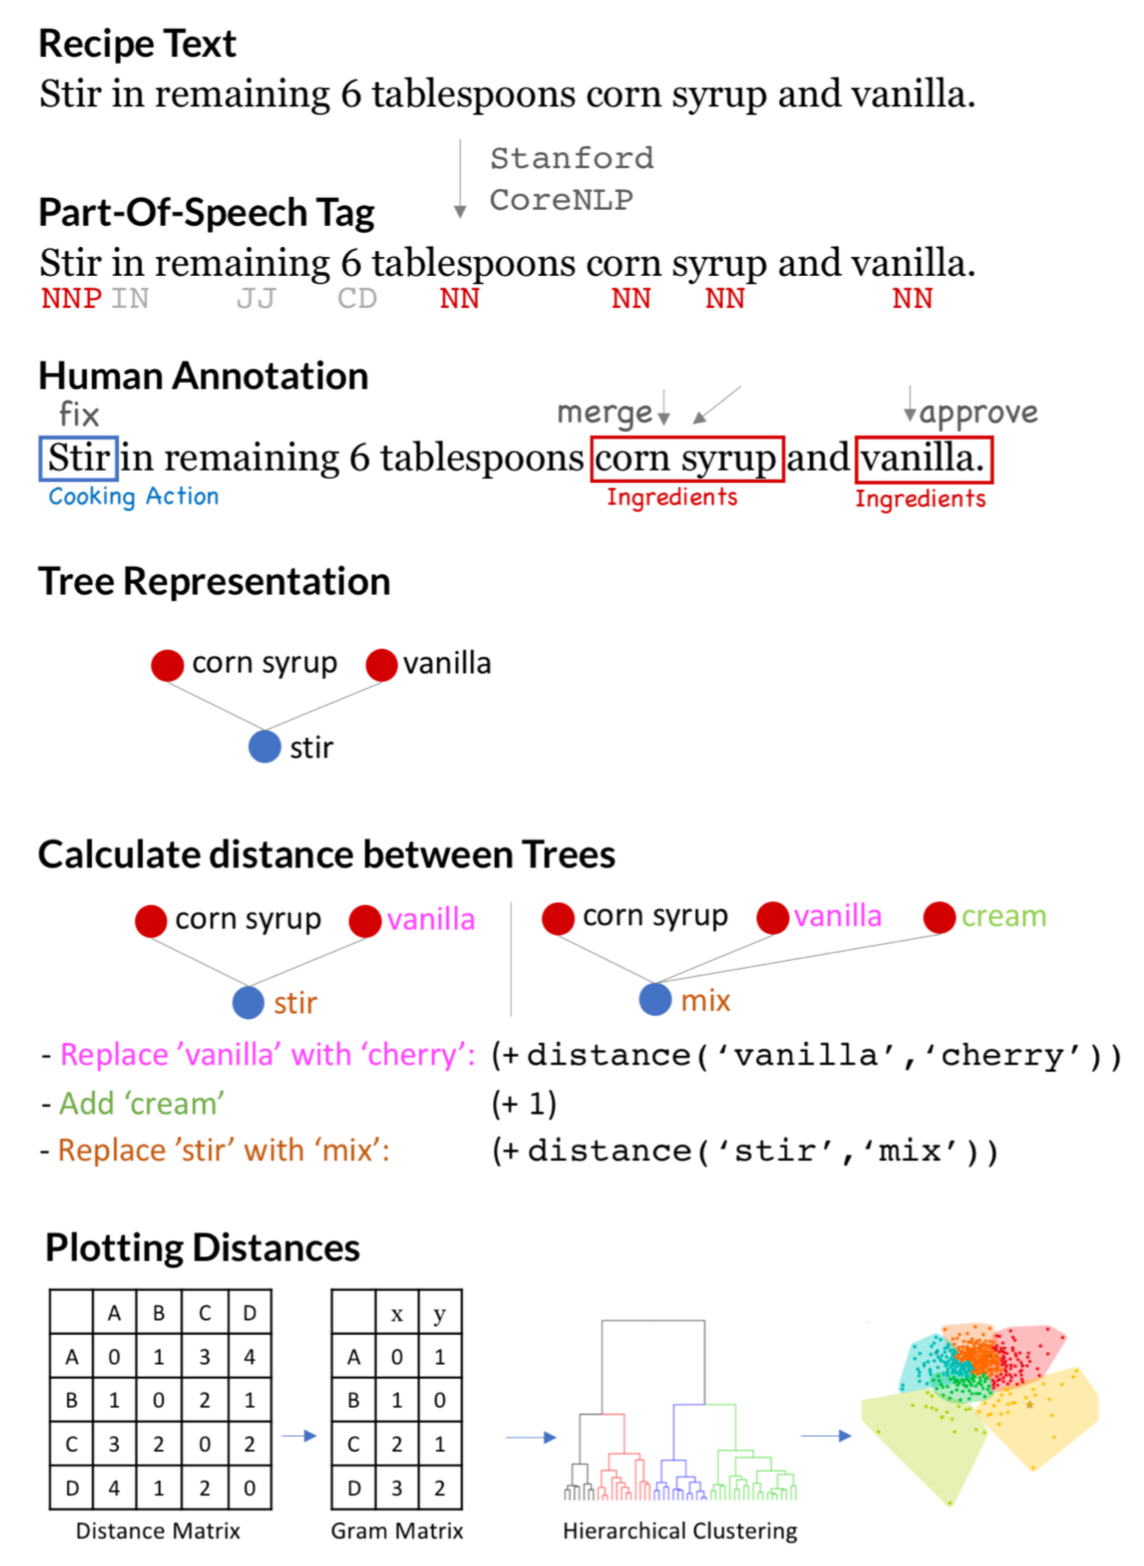 Recipe Text
Stir in remaining 6 tablespoons corn syrup and vanilla.
Stanford
CoreNLP
Part-Of-Speech Tag
Stir in remaining 6 tablespoons corn syrup and vanilla.
NNP IN JJ CD NN NN NN NN
Human Annotation
fix merge approve
Stir in remaining 6 tablespoons corn syrup and vanilla.
Cooking Action Ingredients Ingredients
Tree Representation
corn syrup vanilla
stir
Calculate distance between Trees
corn syrup vanilla corn syrup vanilla cream
stir mix
- Replace ’vanilla’ with ‘cherry’: (+ distance(‘vanilla’,‘cherry’))
- Add ‘cream’ (+ 1)
- Replace ’stir’ with ‘mix’: (+ distance(‘stir’,‘mix’))
Plotting Distances
A B C D x y
A 0 1 3 4 A 0 1
B 1 0 2 1 B 1 0
C 3 2 0 2 C 2 1
D 4 1 2 0 D 3 2
Distance Matrix Gram Matrix Hierarchical Clustering